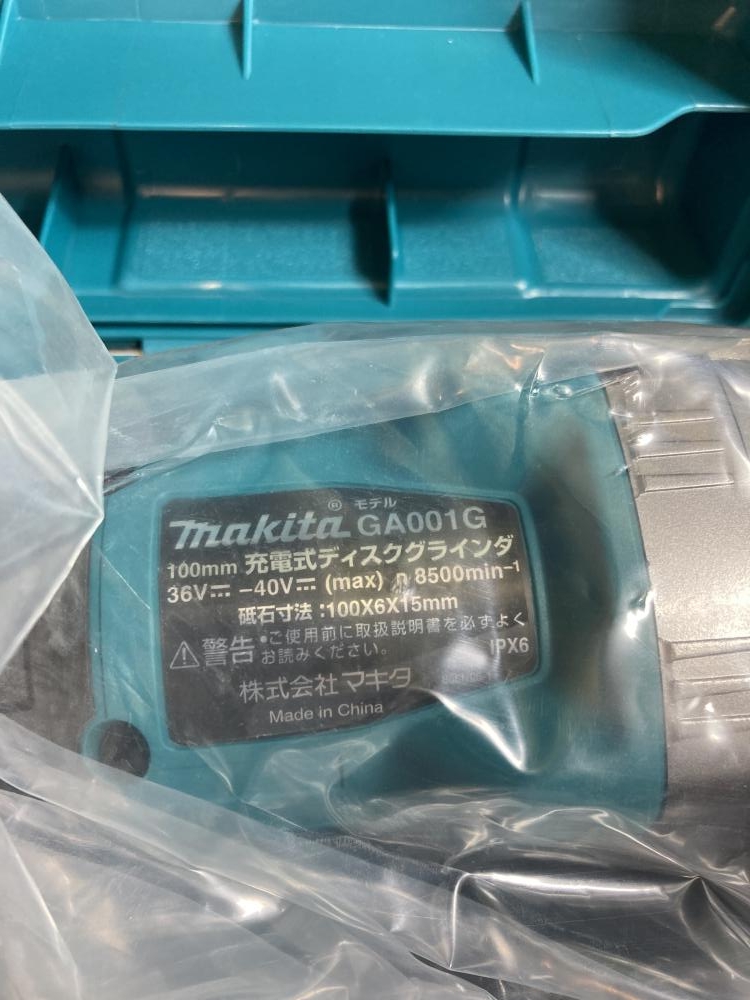 モデル
makita® GA001G
100mm 充電式ディスクグラインダ
36V⎓ -40V⎓ (max) n 8500min⁻¹
砥石寸法:100X6X15mm
⚠警告 •ご使用前に取扱説明書を必ずよく
お読みください。 IPX6
株式会社 マキタ
Made in China